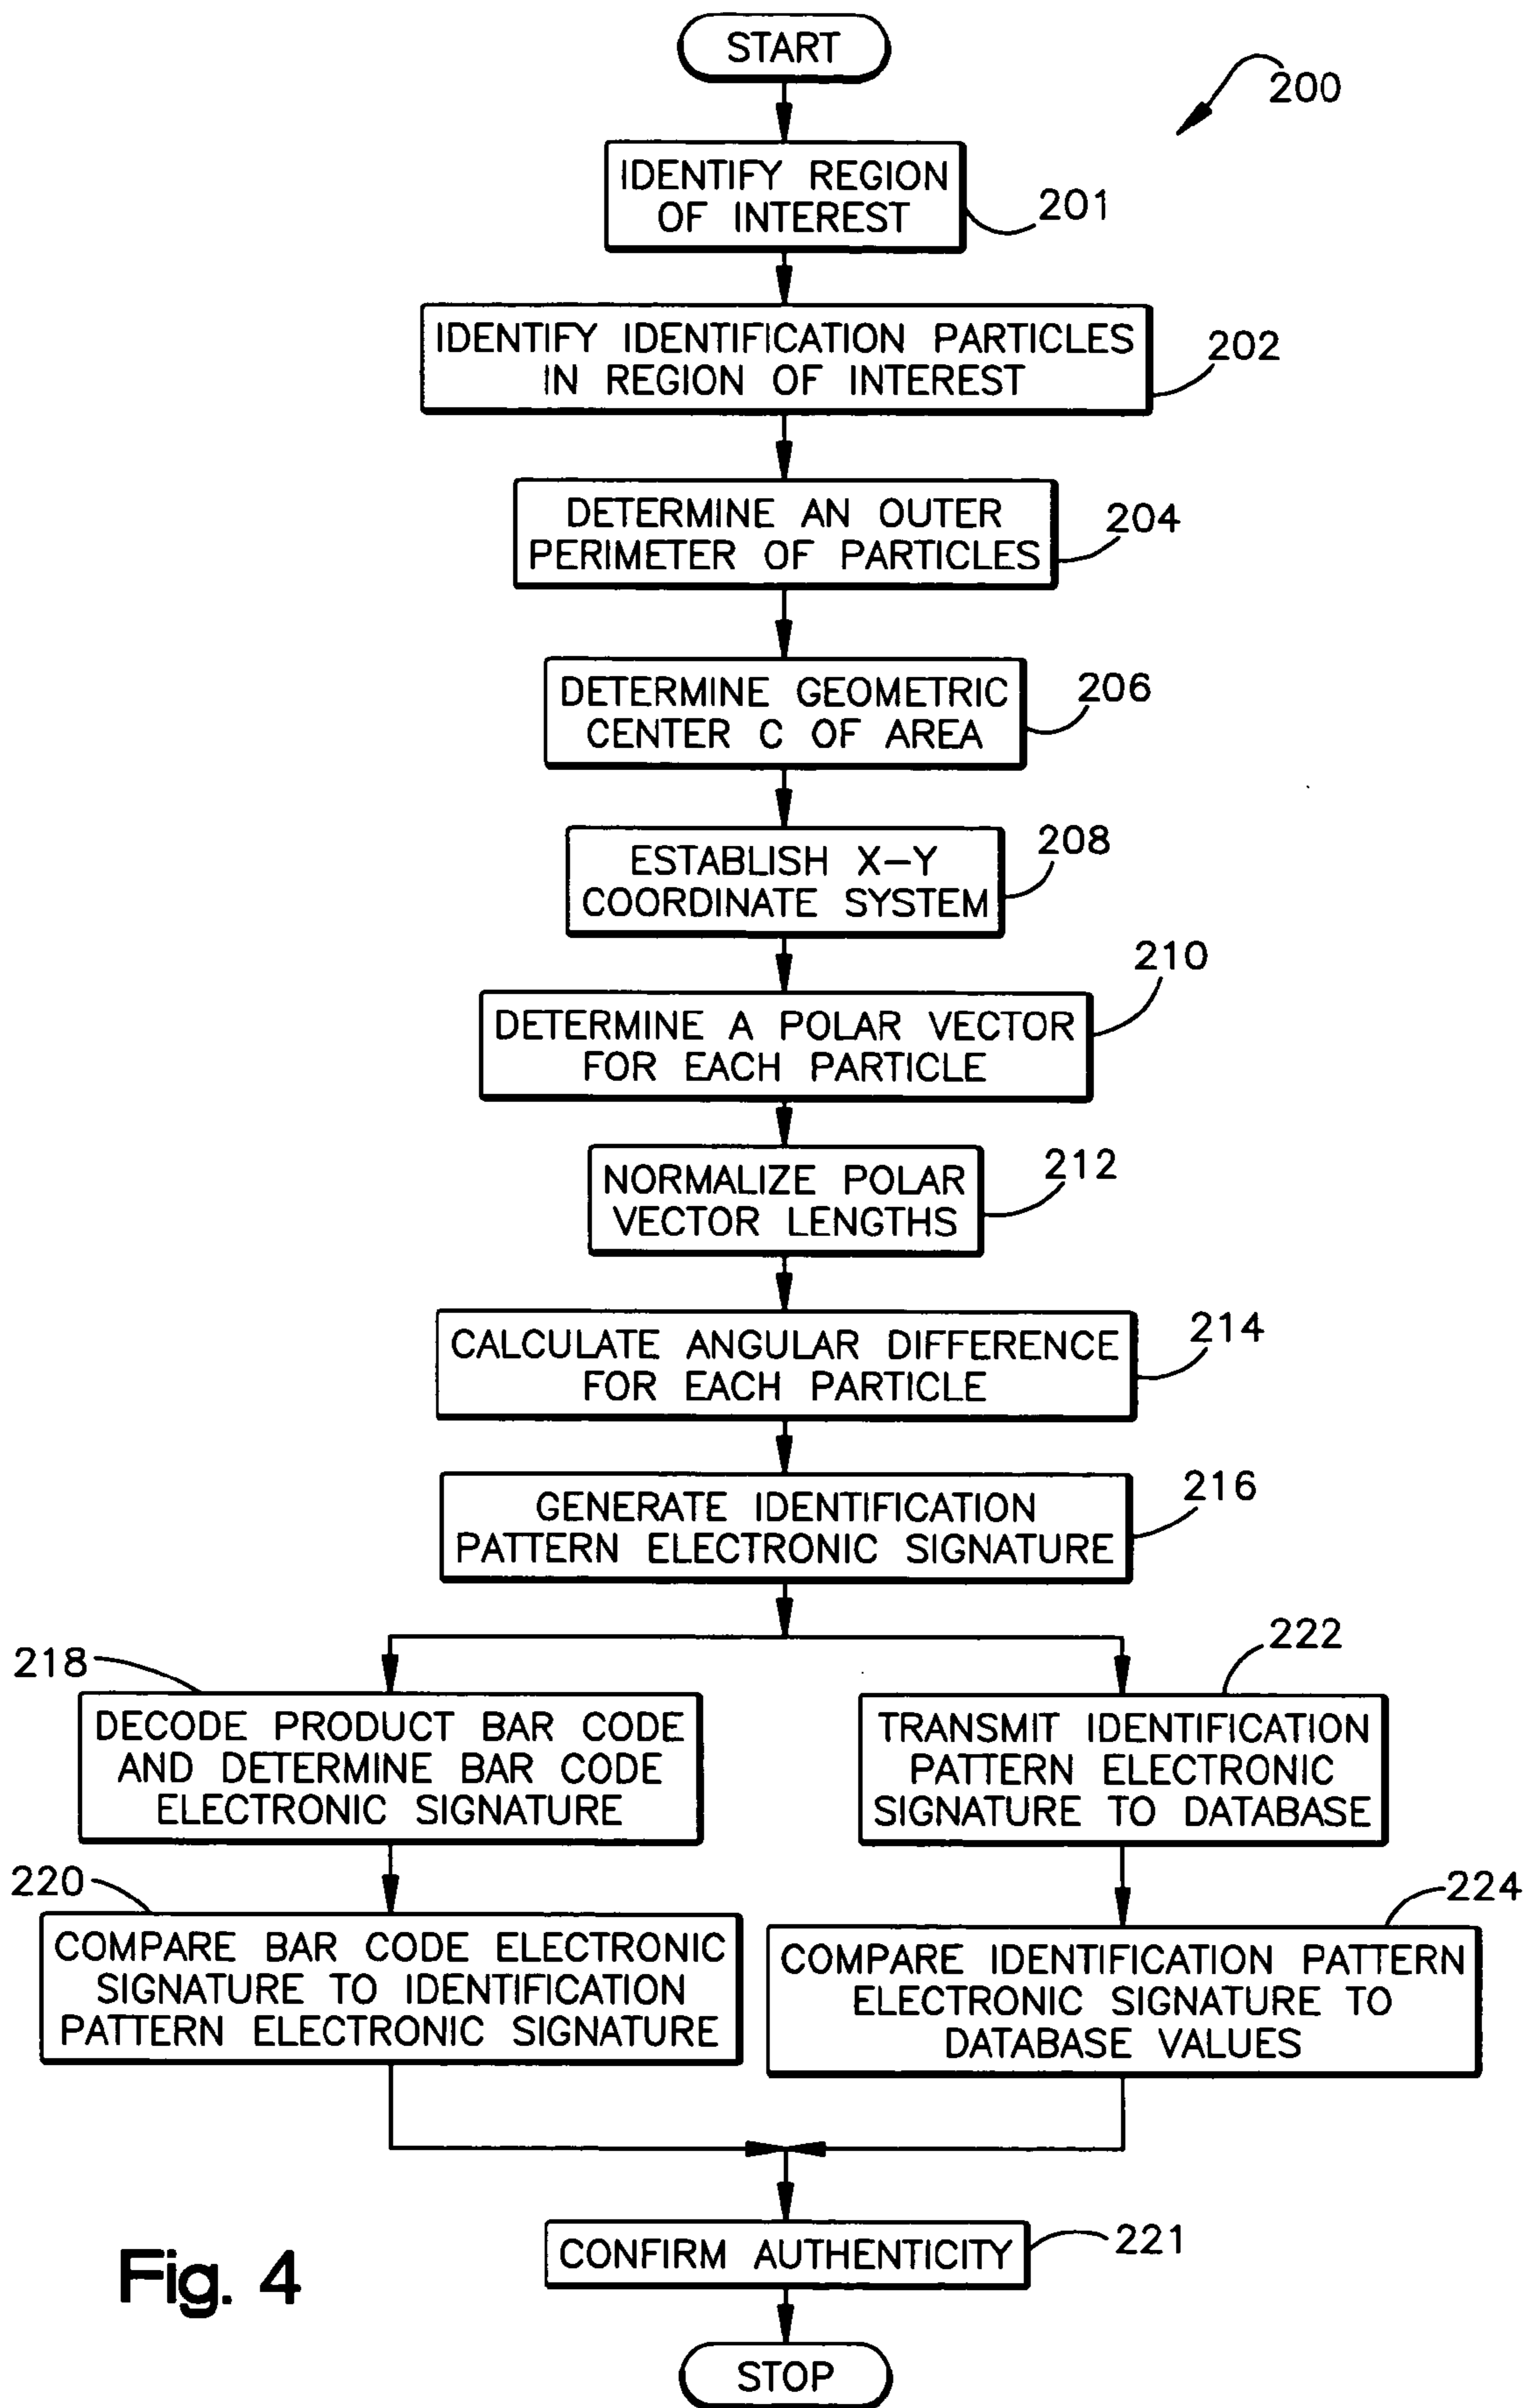 START
200
IDENTIFY REGION
OF INTEREST
201
IDENTIFY IDENTIFICATION PARTICLES
IN REGION OF INTEREST
202
DETERMINE AN OUTER
PERIMETER OF PARTICLES
204
DETERMINE GEOMETRIC
CENTER C OF AREA
206
ESTABLISH X-Y
COORDINATE SYSTEM
208
DETERMINE A POLAR VECTOR
FOR EACH PARTICLE
210
NORMALIZE POLAR
VECTOR LENGTHS
212
CALCULATE ANGULAR DIFFERENCE
FOR EACH PARTICLE
214
GENERATE IDENTIFICATION
PATTERN ELECTRONIC SIGNATURE
216
218
DECODE PRODUCT BAR CODE
AND DETERMINE BAR CODE
ELECTRONIC SIGNATURE
222
TRANSMIT IDENTIFICATION
PATTERN ELECTRONIC
SIGNATURE TO DATABASE
220
COMPARE BAR CODE ELECTRONIC
SIGNATURE TO IDENTIFICATION
PATTERN ELECTRONIC SIGNATURE
224
COMPARE IDENTIFICATION PATTERN
ELECTRONIC SIGNATURE TO
DATABASE VALUES
CONFIRM AUTHENTICITY
221
Fig. 4
STOP